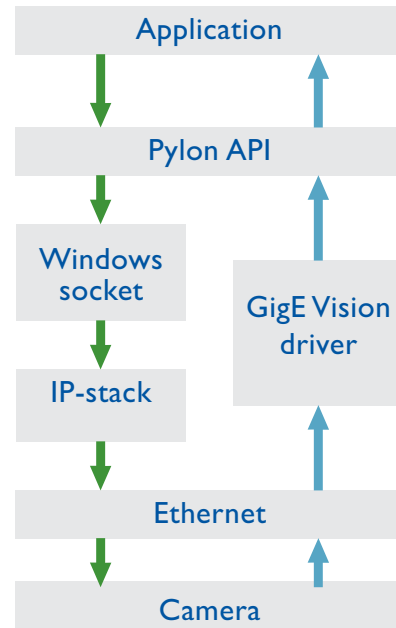 Application
Pylon API
Windows
socket
GigE Vision
driver
IP-stack
Ethernet
Camera